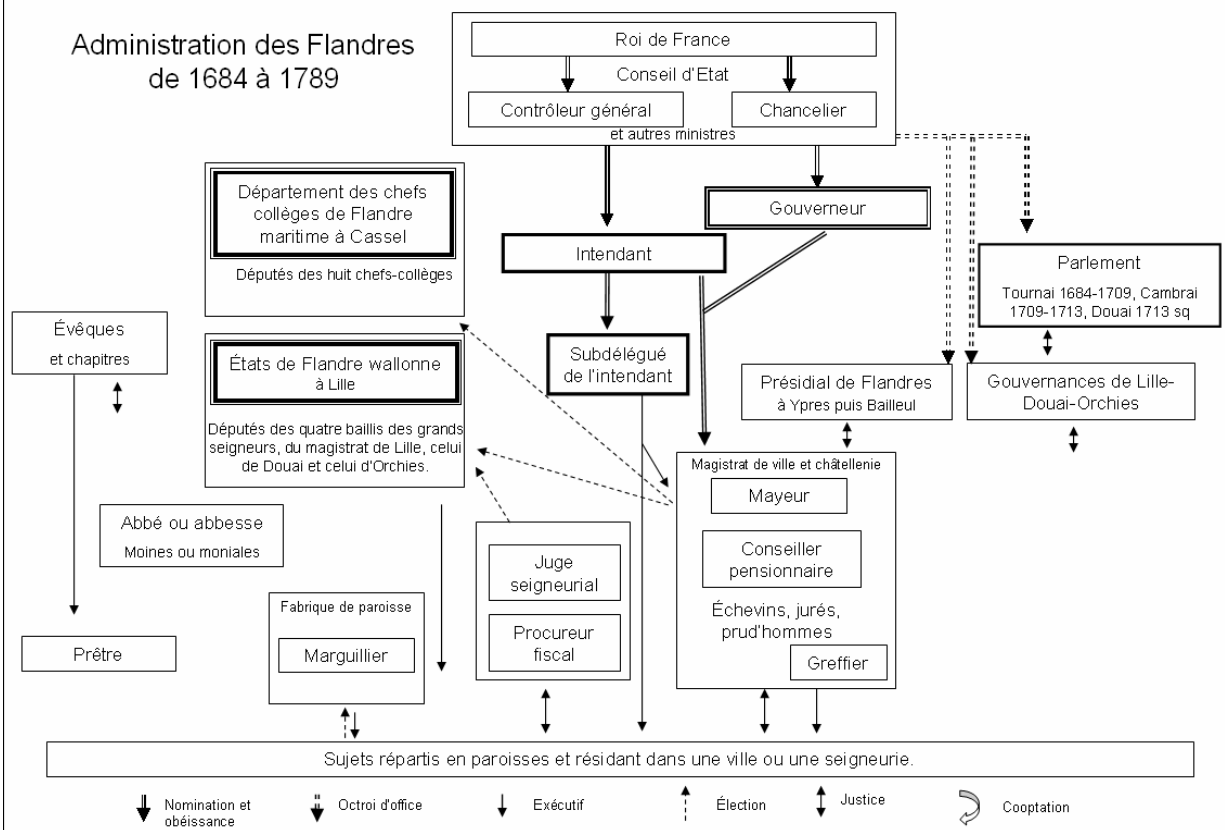 Administration des Flandres
de 1684 à 1789
Roi de France
Conseil d'Etat
Contrôleur général
Chancelier
et autres ministres
Département des chefs
collèges de Flandre
maritime à Cassel
Députés des huit chefs-collèges
Gouverneur
Intendant
Parlement
Tournai 1684-1709, Cambrai
1709-1713, Douai 1713 sq
Évêques
et chapitres
États de Flandre wallonne
à Lille
Députés des quatre baillis des grands
seigneurs, du magistrat de Lille, celui
de Douai et celui d'Orchies.
Subdélégué
de l'intendant
Présidial de Flandres
à Ypres puis Bailleul
Gouvernances de Lille-
Douai-Orchies
Magistrat de ville et châtellenie
Mayeur
Conseiller
pensionnaire
Échevins, jurés,
prud'hommes
Greffier
Abbé ou abbesse
Moines ou moniales
Juge
seigneurial
Procureur
fiscal
Fabrique de paroisse
Marguillier
Prêtre
Sujets répartis en paroisses et résidant dans une ville ou une seigneurie.
Nomination et
obéissance
Octroi d'office
Exécutif
Élection
Justice
Cooptation